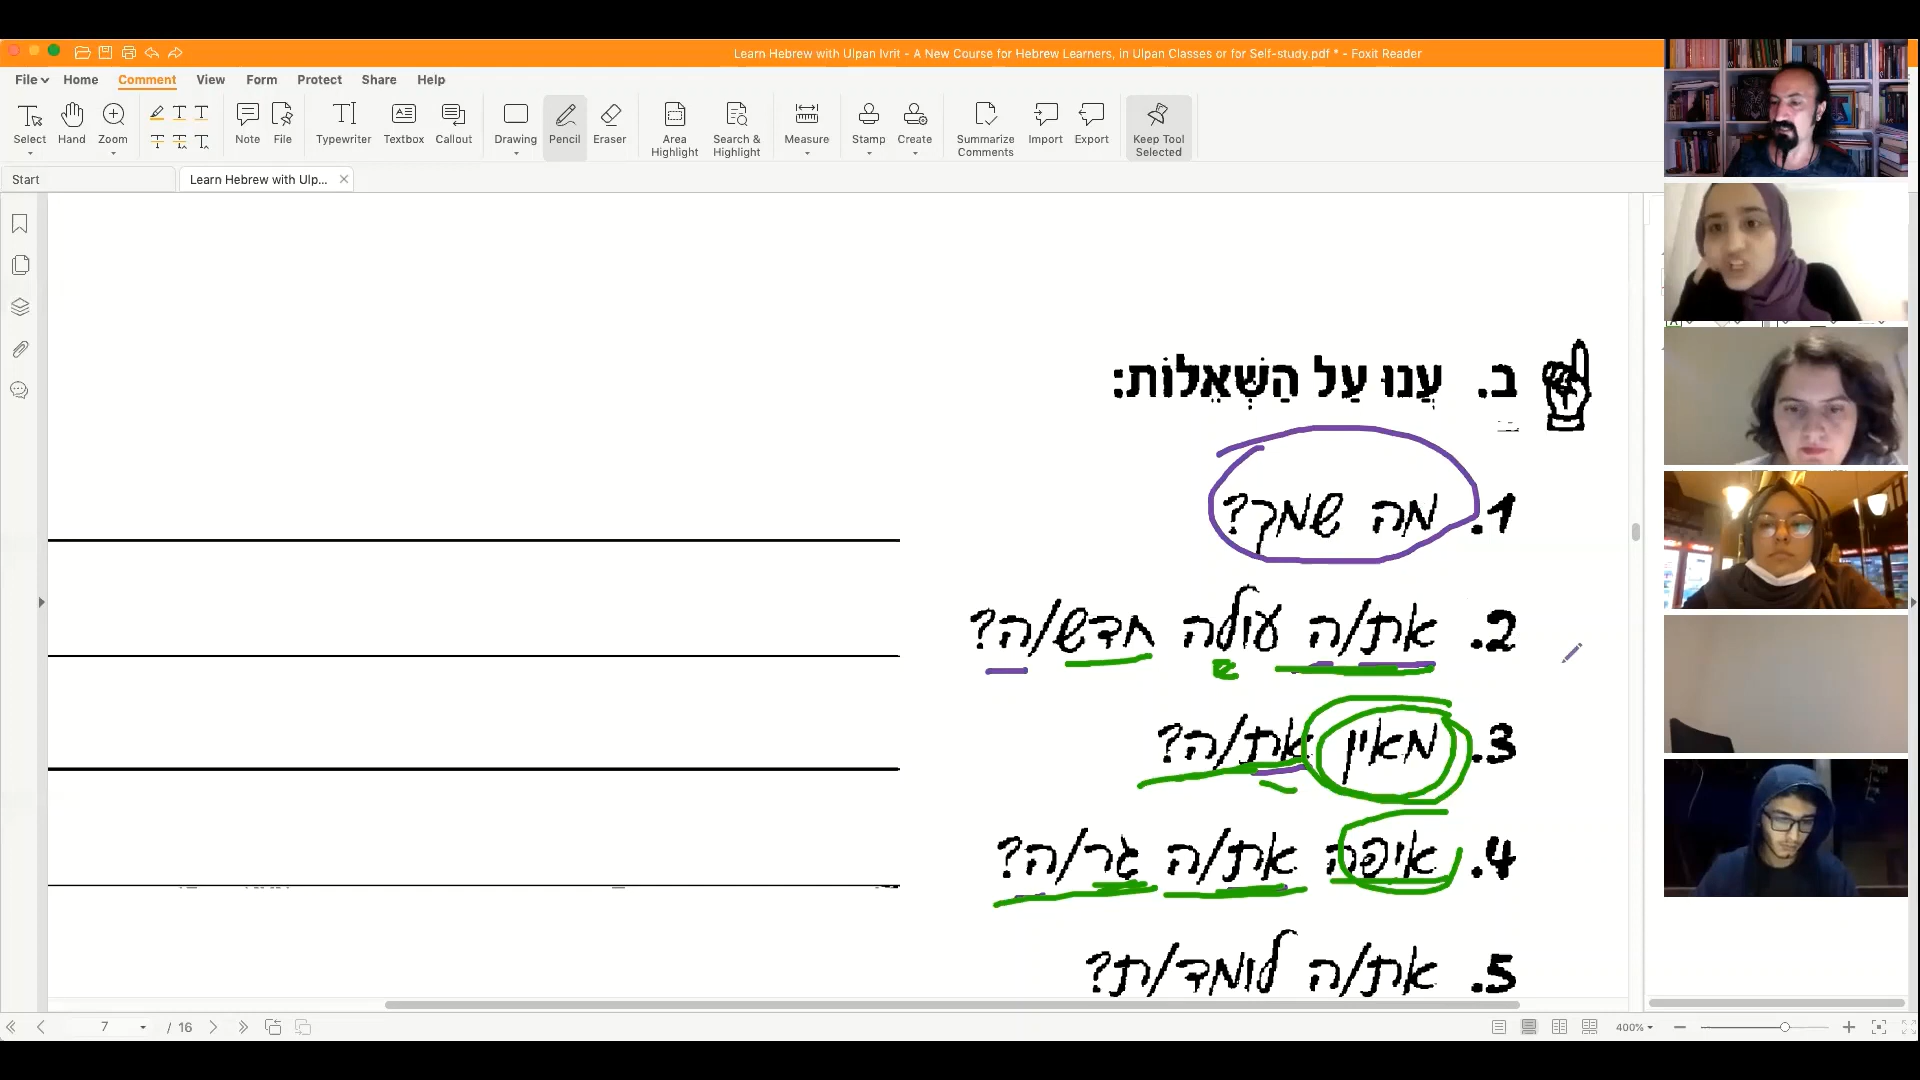 Learn Hebrew with Ulpan Ivrit - A New Course for Hebrew Learners, in Ulpan Classes or for Self-study.pdf * - Foxit Reader
File Home Comment View Form Protect Share Help
Select Hand Zoom Note File Typewriter Textbox Callout Drawing Pencil Eraser Area Highlight Search & Highlight Measure Stamp Create Summarize Comments Import Export Keep Tool Selected
Start Learn Hebrew with Ulp...
ב. עֲנוּ עַל הַשְּׁאֵלוֹת:
1. מה שמך?
2. את/ה עולה חדש/ה?
3. מאין את/ה?
4. איפה את/ה גר/ה?
5. את/ה לומד/ת?
7 / 16 400%